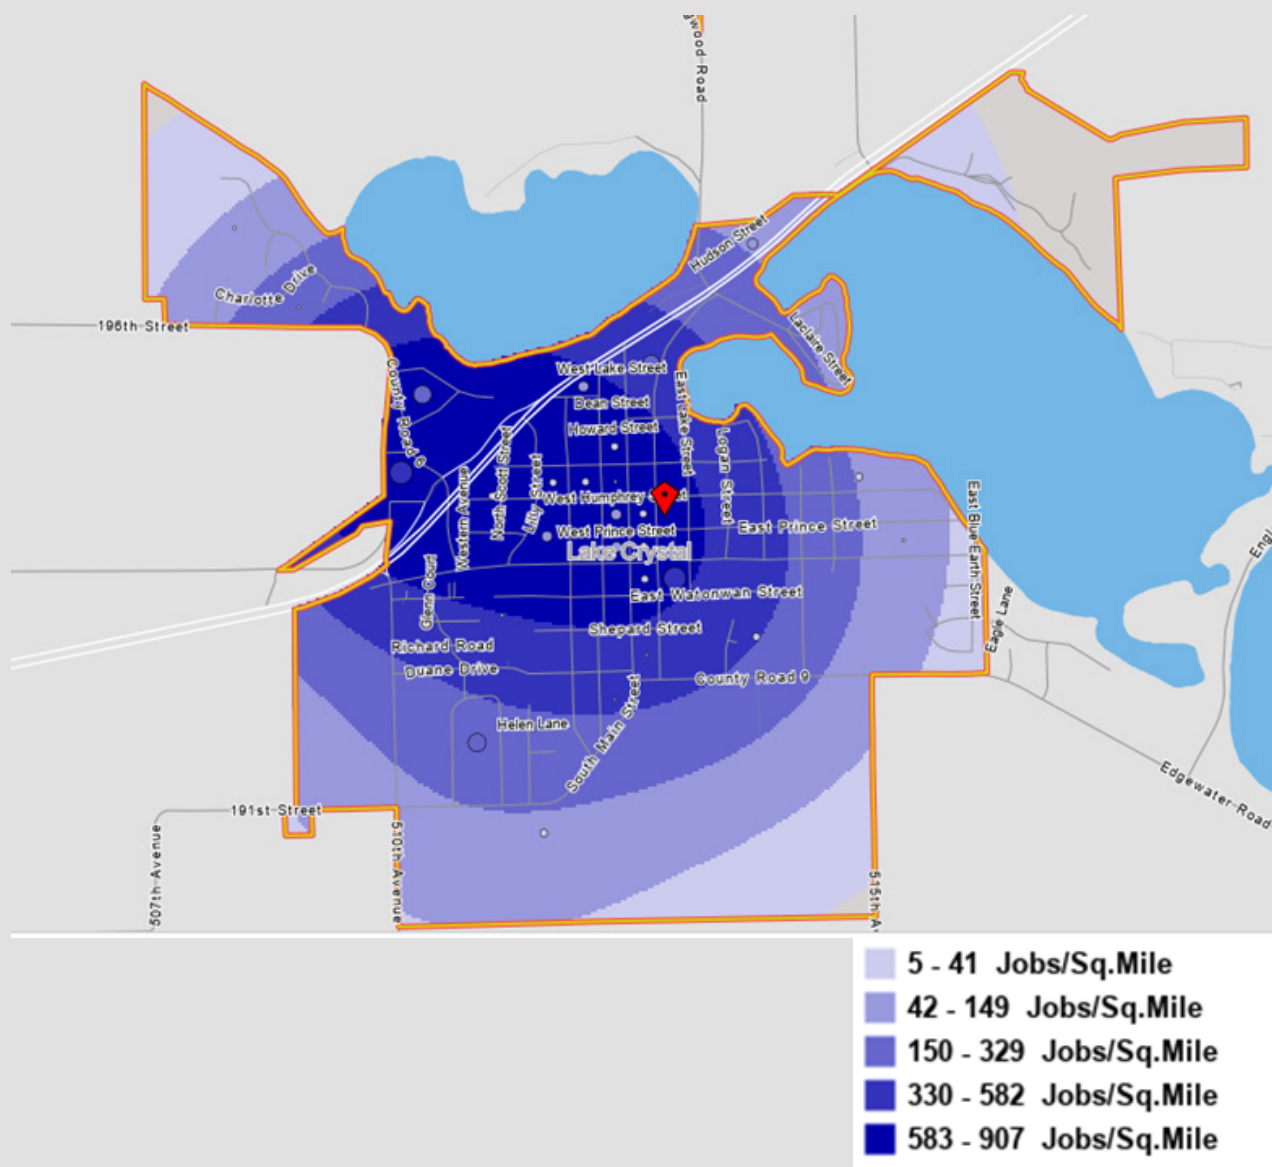 gwood Road
Hudson Street
Charlotte Drive
196th Street
Laclaire Street
County Road 6
West Lake Street
East Lake Street
Dean Street
Howard Street
Logan Street
North Scott Street
Lilly Street
Western Avenue
West Humphrey Street
East Prince Street
West Prince Street
Lake Crystal
East Blue Earth Street
Glenn Court
East Watonwan Street
Eagle Lane
Shepard Street
Richard Road
Duane Drive
County Road 9
Helen Lane
South Main Street
Edgewater Road
191st Street
507th Avenue
510th Avenue
515th A
5 - 41 Jobs/Sq.Mile
42 - 149 Jobs/Sq.Mile
150 - 329 Jobs/Sq.Mile
330 - 582 Jobs/Sq.Mile
583 - 907 Jobs/Sq.Mile